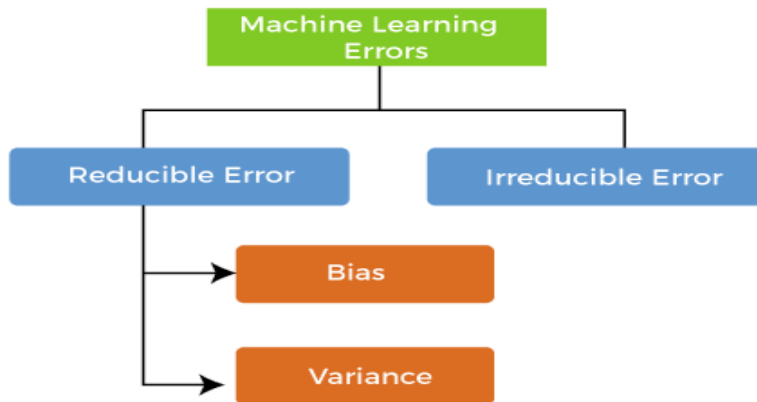 Machine Learning
Errors
Reducible Error
Irreducible Error
Bias
Variance